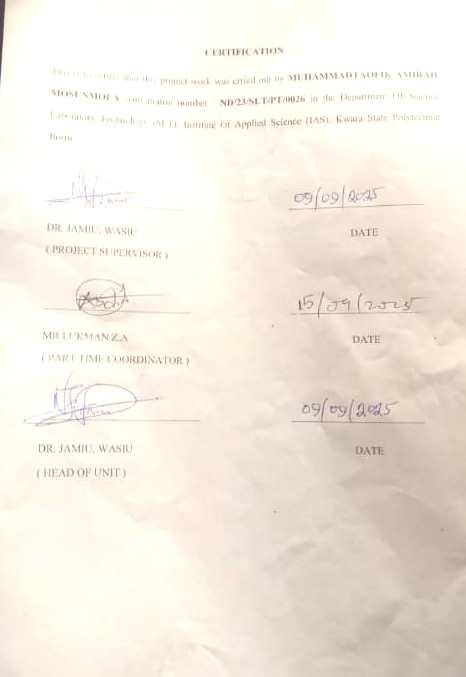 CERTIFICATION
This is to certify that this project work was carried out by MUHAMMAD TAOFIK AMIRAH
MOSUNMOLA with matric number ND/23/SLT/PT/0026 in the Department Of Science
Laboratory Technology (SLT), Institute Of Applied Science (IAS), Kwara State Polytechnic
Ilorin
09/09/2025
DR. JAMIU, WASIU
DATE
( PROJECT SUPERVISOR )
15/09/2025
MR LUKMAN Z.A
DATE
( PART TIME COORDINATOR )
09/09/2025
DR. JAMIU, WASIU
DATE
( HEAD OF UNIT )